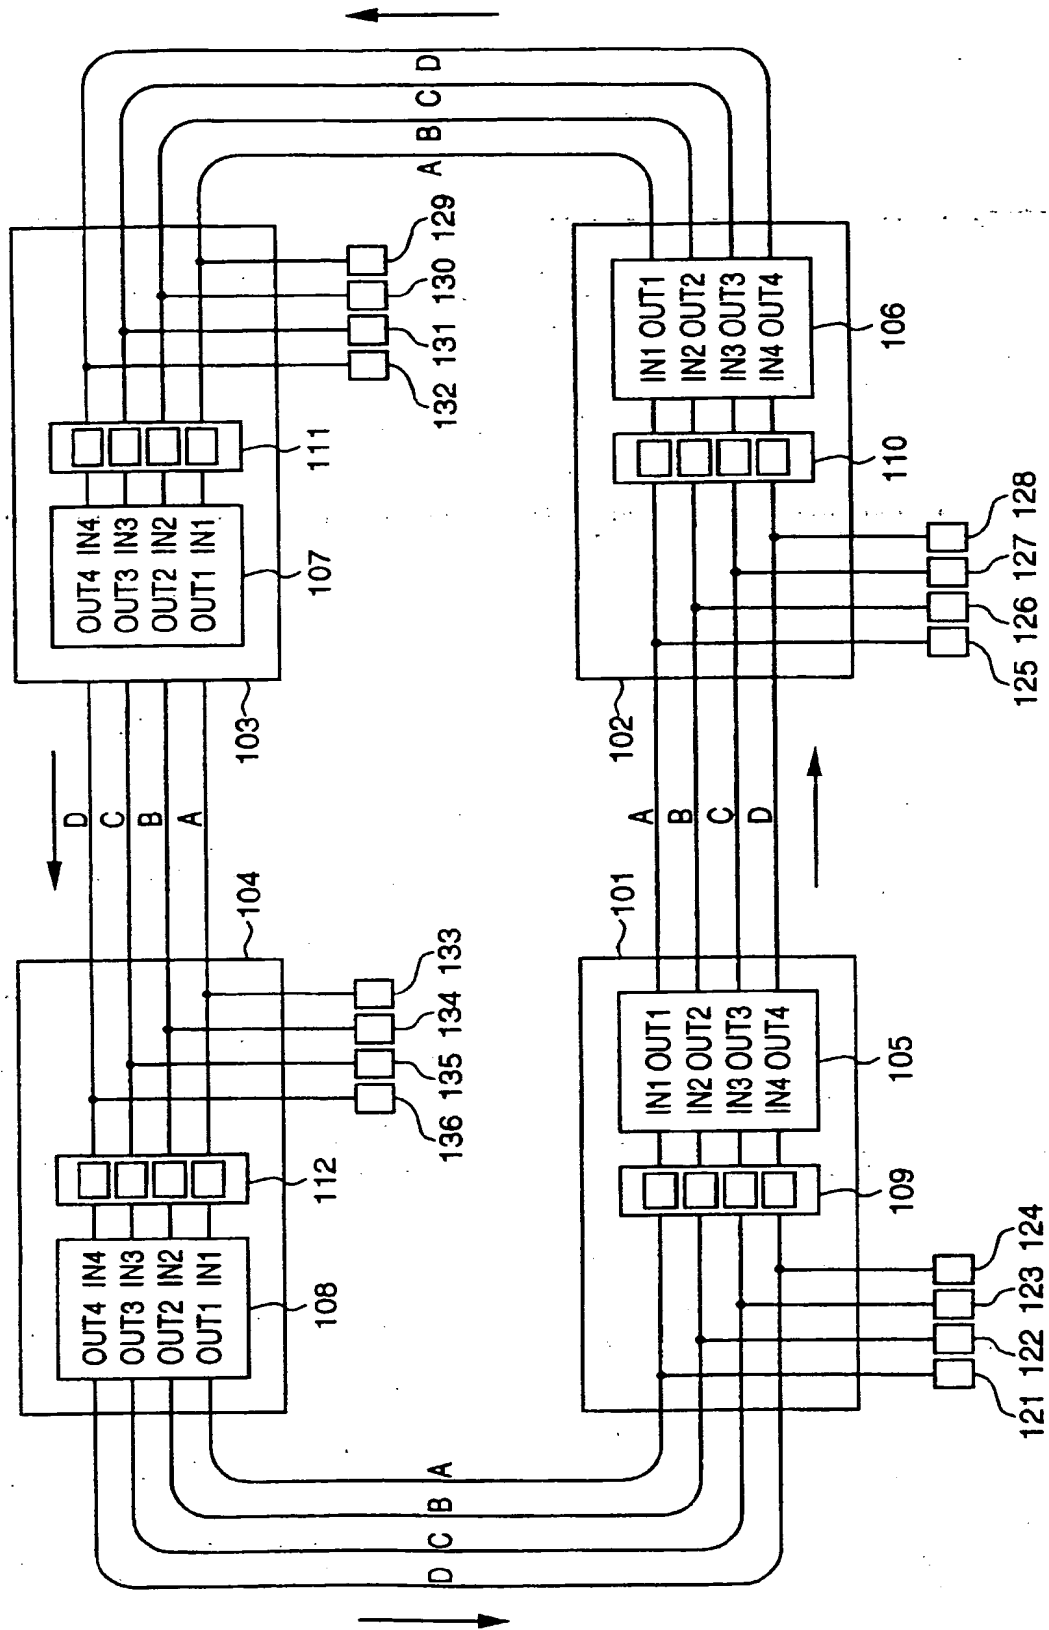 OUT4 IN4
OUT3 IN3
OUT2 IN2
OUT1 IN1
108
112
104
136
135
134
133
D
C
B
A
OUT4 IN4
OUT3 IN3
OUT2 IN2
OUT1 IN1
107
111
103
132
131
130
129
D
C
B
A
A
B
C
D
101
IN1 OUT1
IN2 OUT2
IN3 OUT3
IN4 OUT4
109
105
121
122
123
124
A
B
C
D
102
IN1 OUT1
IN2 OUT2
IN3 OUT3
IN4 OUT4
110
106
125
126
127
128
A
B
C
D